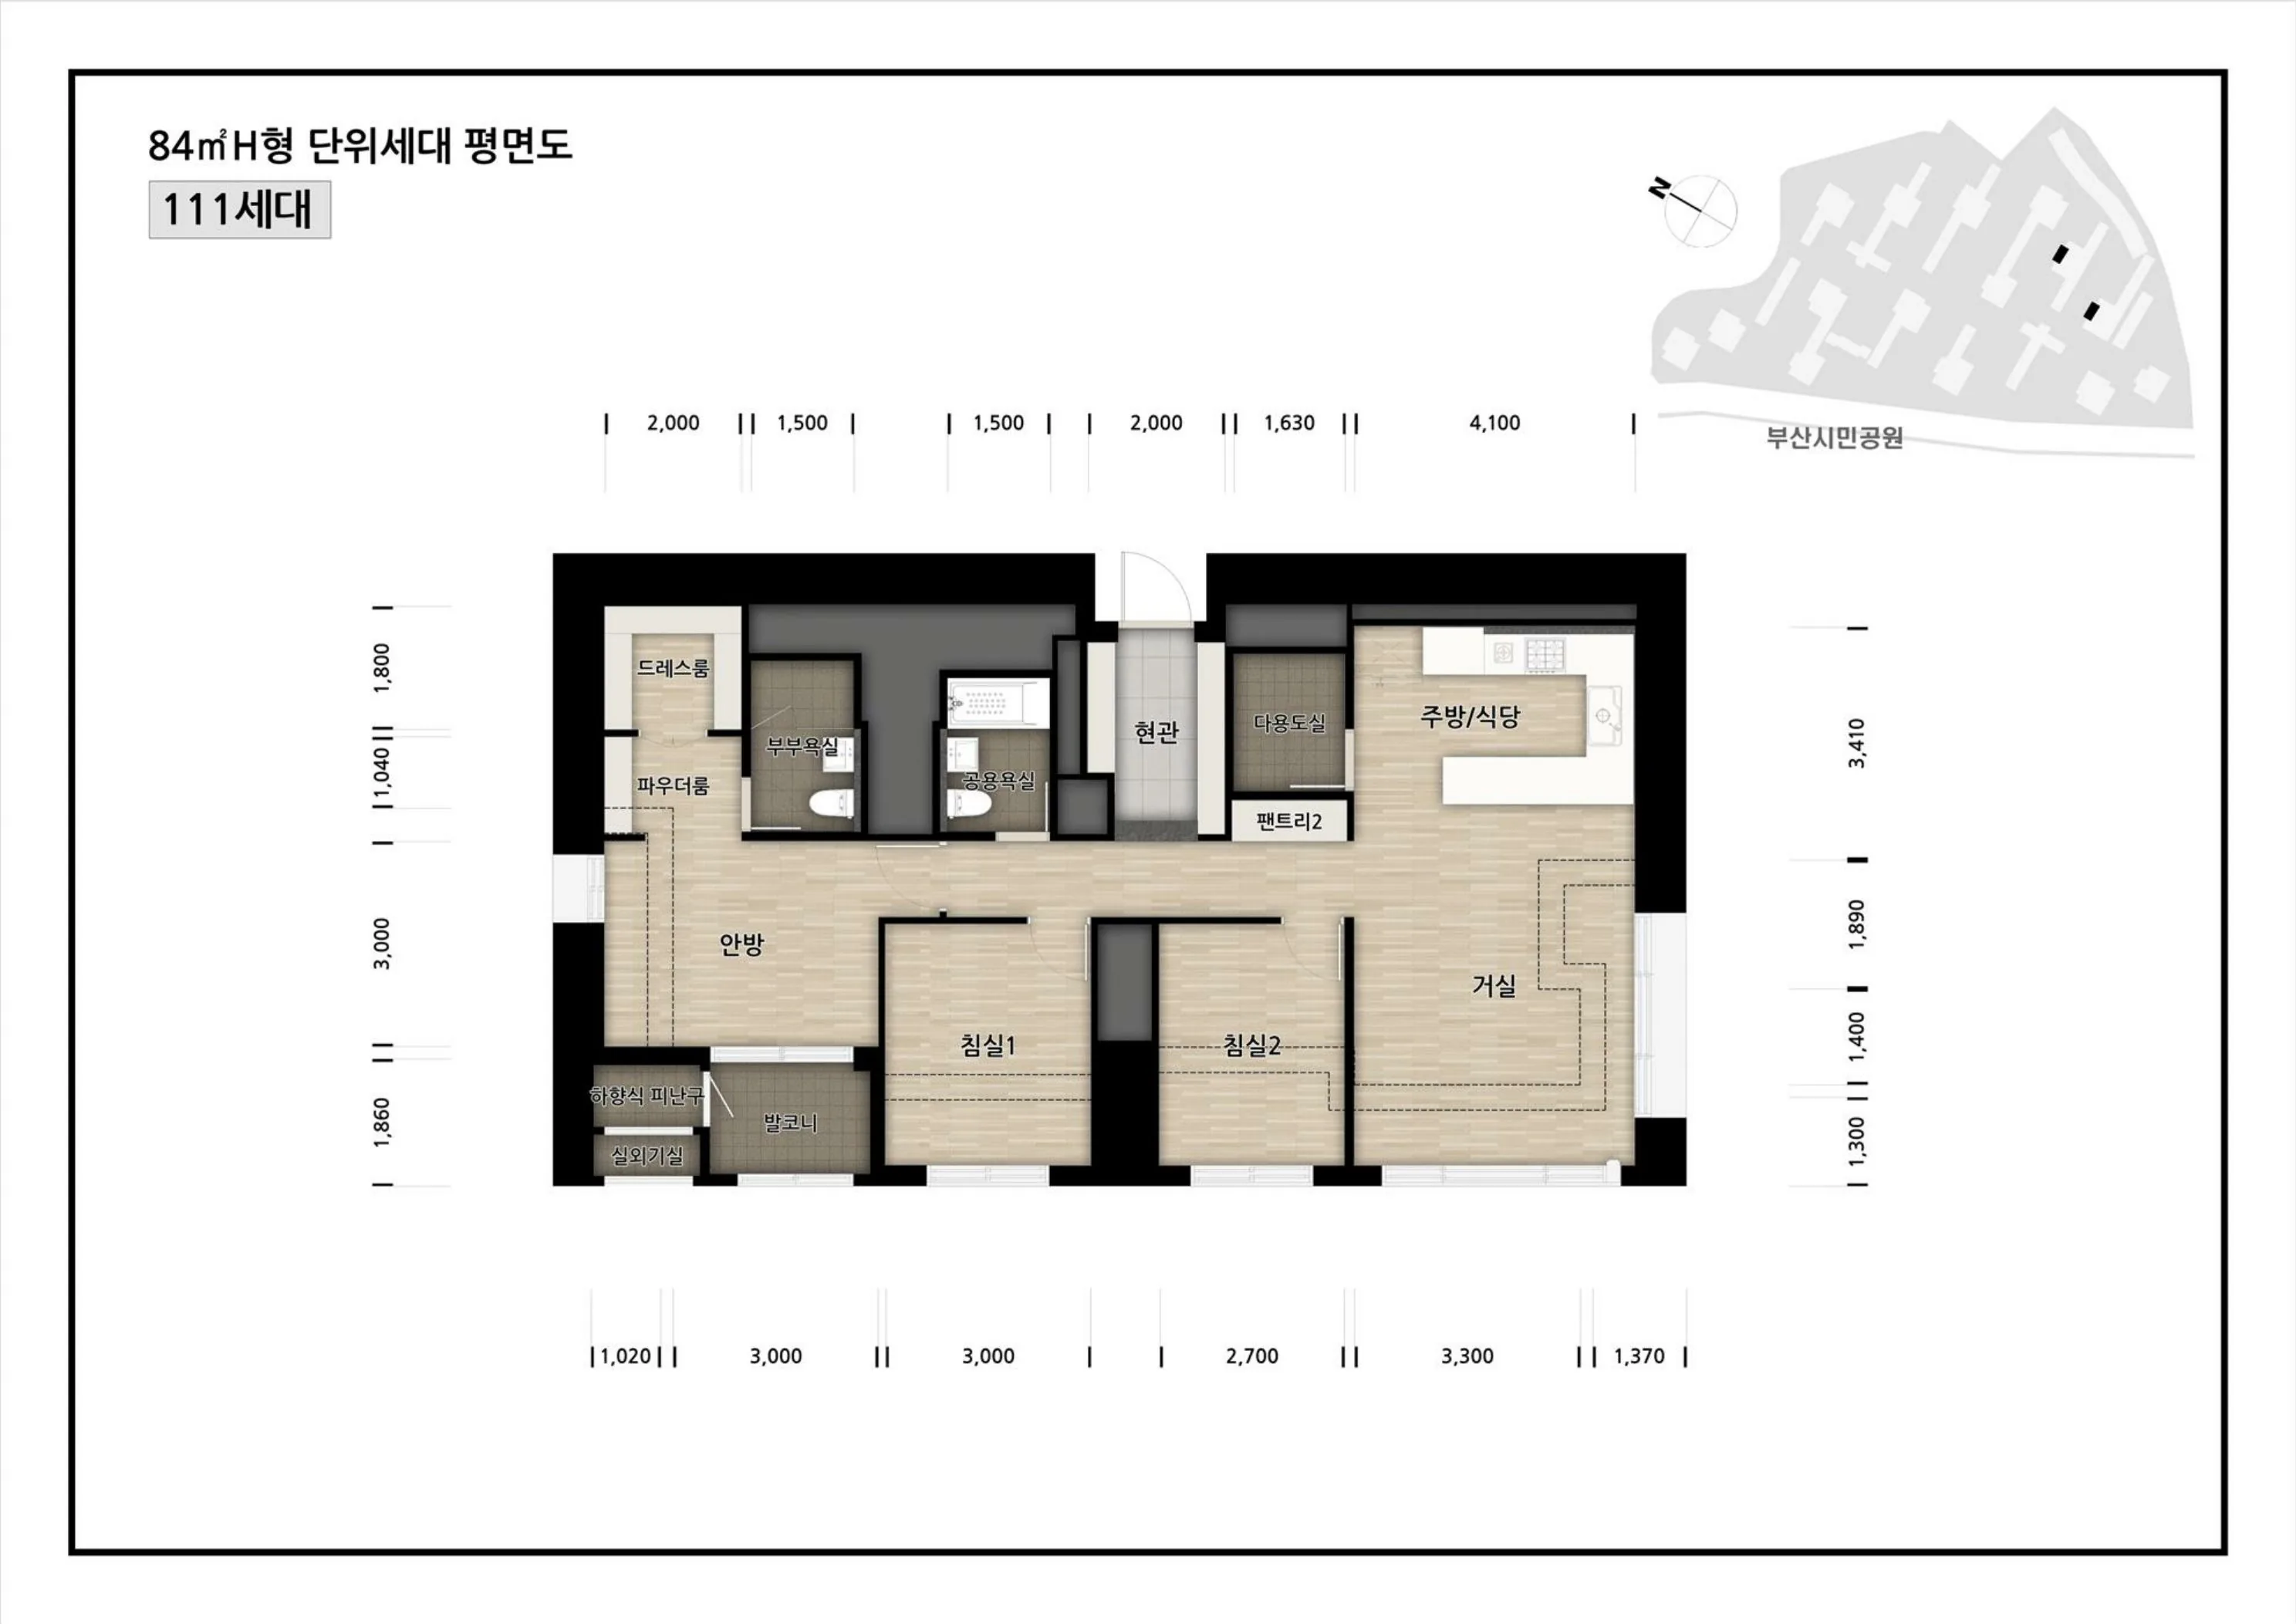 84㎡H형 단위세대 평면도
111세대
N
부산시민공원
2,000
1,500
1,500
2,000
1,630
4,100
1,800
1,040
3,000
1,860
드레스룸
파우더룸
부부욕실
공용욕실
현관
다용도실
팬트리2
주방/식당
안방
침실1
침실2
거실
하향식 피난구
발코니
실외기실
3,410
1,890
1,400
1,300
1,020
3,000
3,000
2,700
3,300
1,370